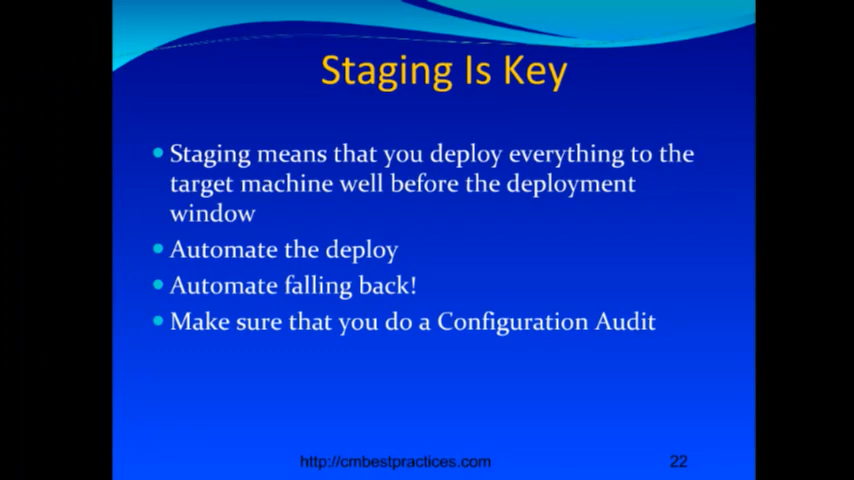 Staging Is Key
Staging means that you deploy everything to the
target machine well before the deployment
window
Automate the deploy
Automate falling back!
Make sure that you do a Configuration Audit
http://cmbestpractices.com
22